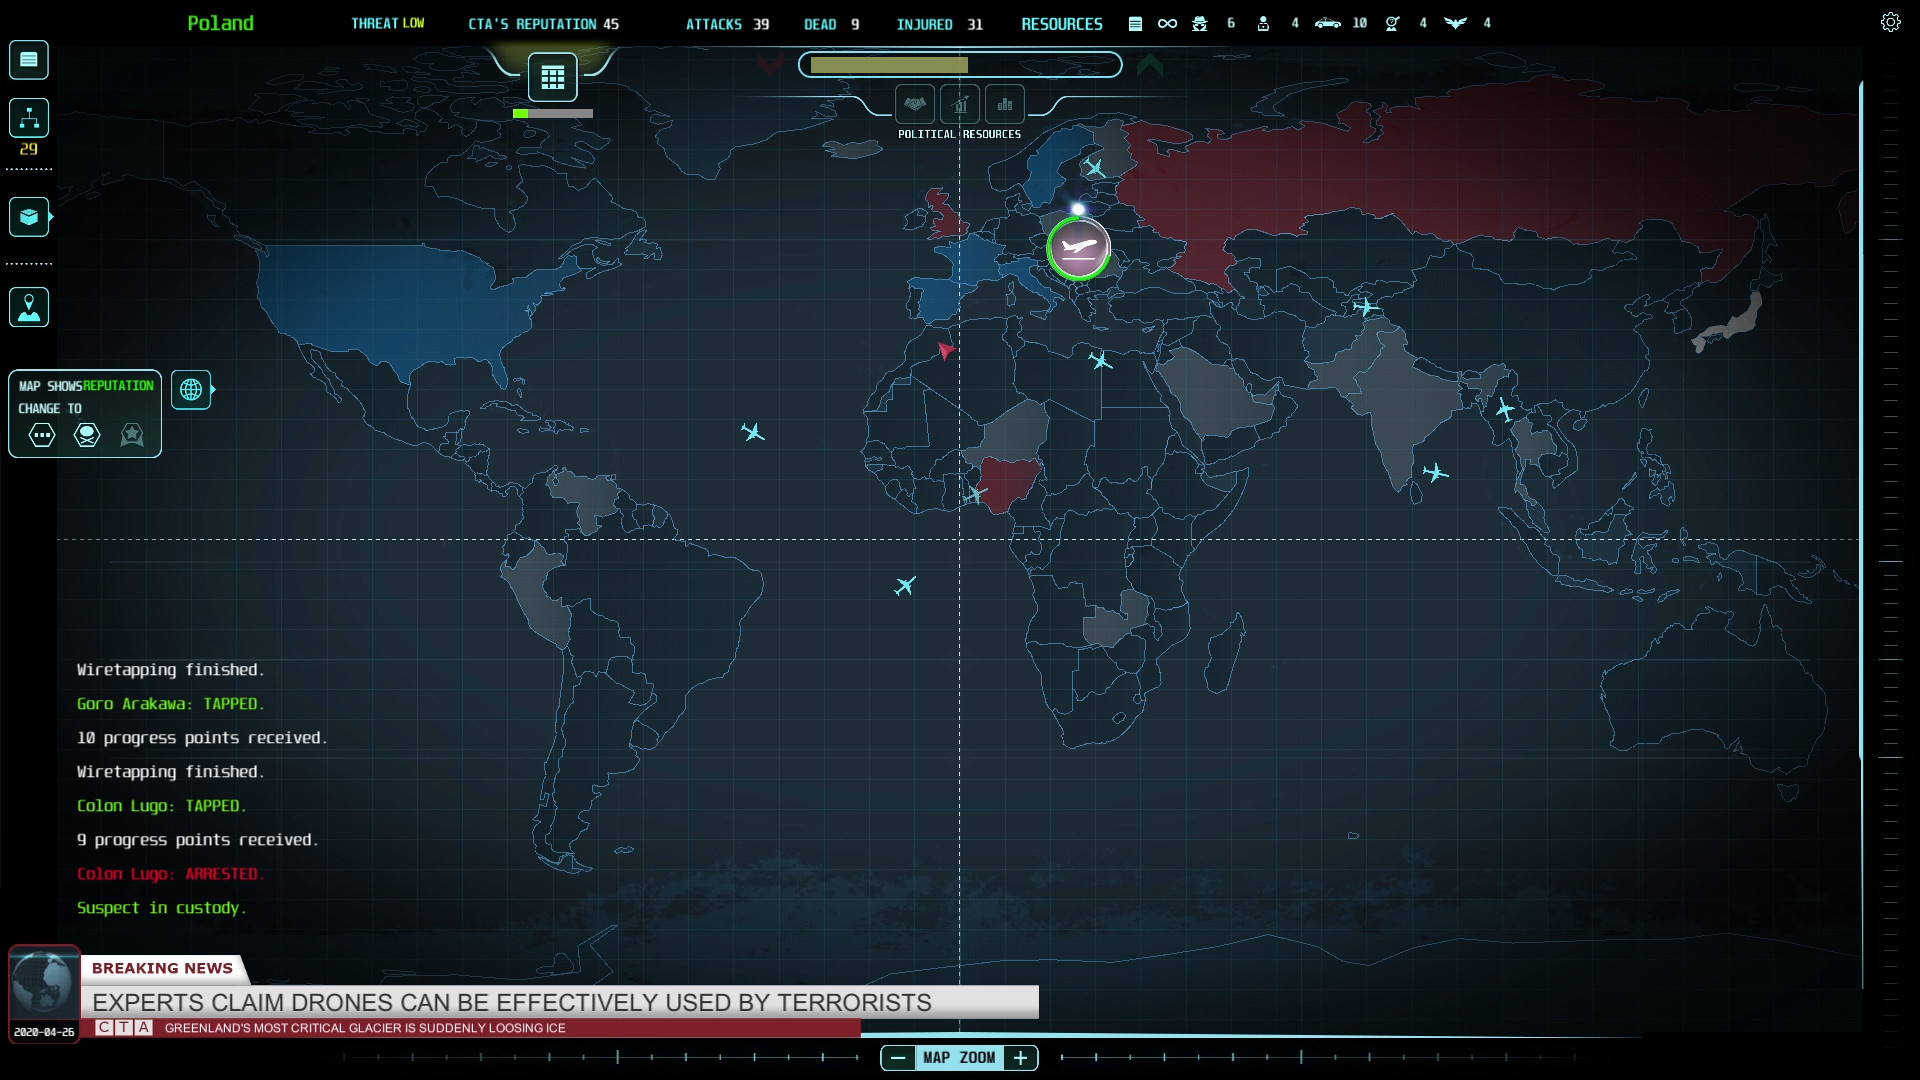 Poland
THREAT LOW
CTA'S REPUTATION 45
ATTACKS 39
DEAD 9
INJURED 31
RESOURCES
6
4
10
4
4
29
POLITICAL RESOURCES
MAP SHOWS REPUTATION
CHANGE TO
Wiretapping finished.
Goro Arakawa: TAPPED.
10 progress points received.
Wiretapping finished.
Colon Lugo: TAPPED.
9 progress points received.
Colon Lugo: ARRESTED.
Suspect in custody.
BREAKING NEWS
EXPERTS CLAIM DRONES CAN BE EFFECTIVELY USED BY TERRORISTS
2020-04-26
CTA GREENLAND'S MOST CRITICAL GLACIER IS SUDDENLY LOOSING ICE
− MAP ZOOM +